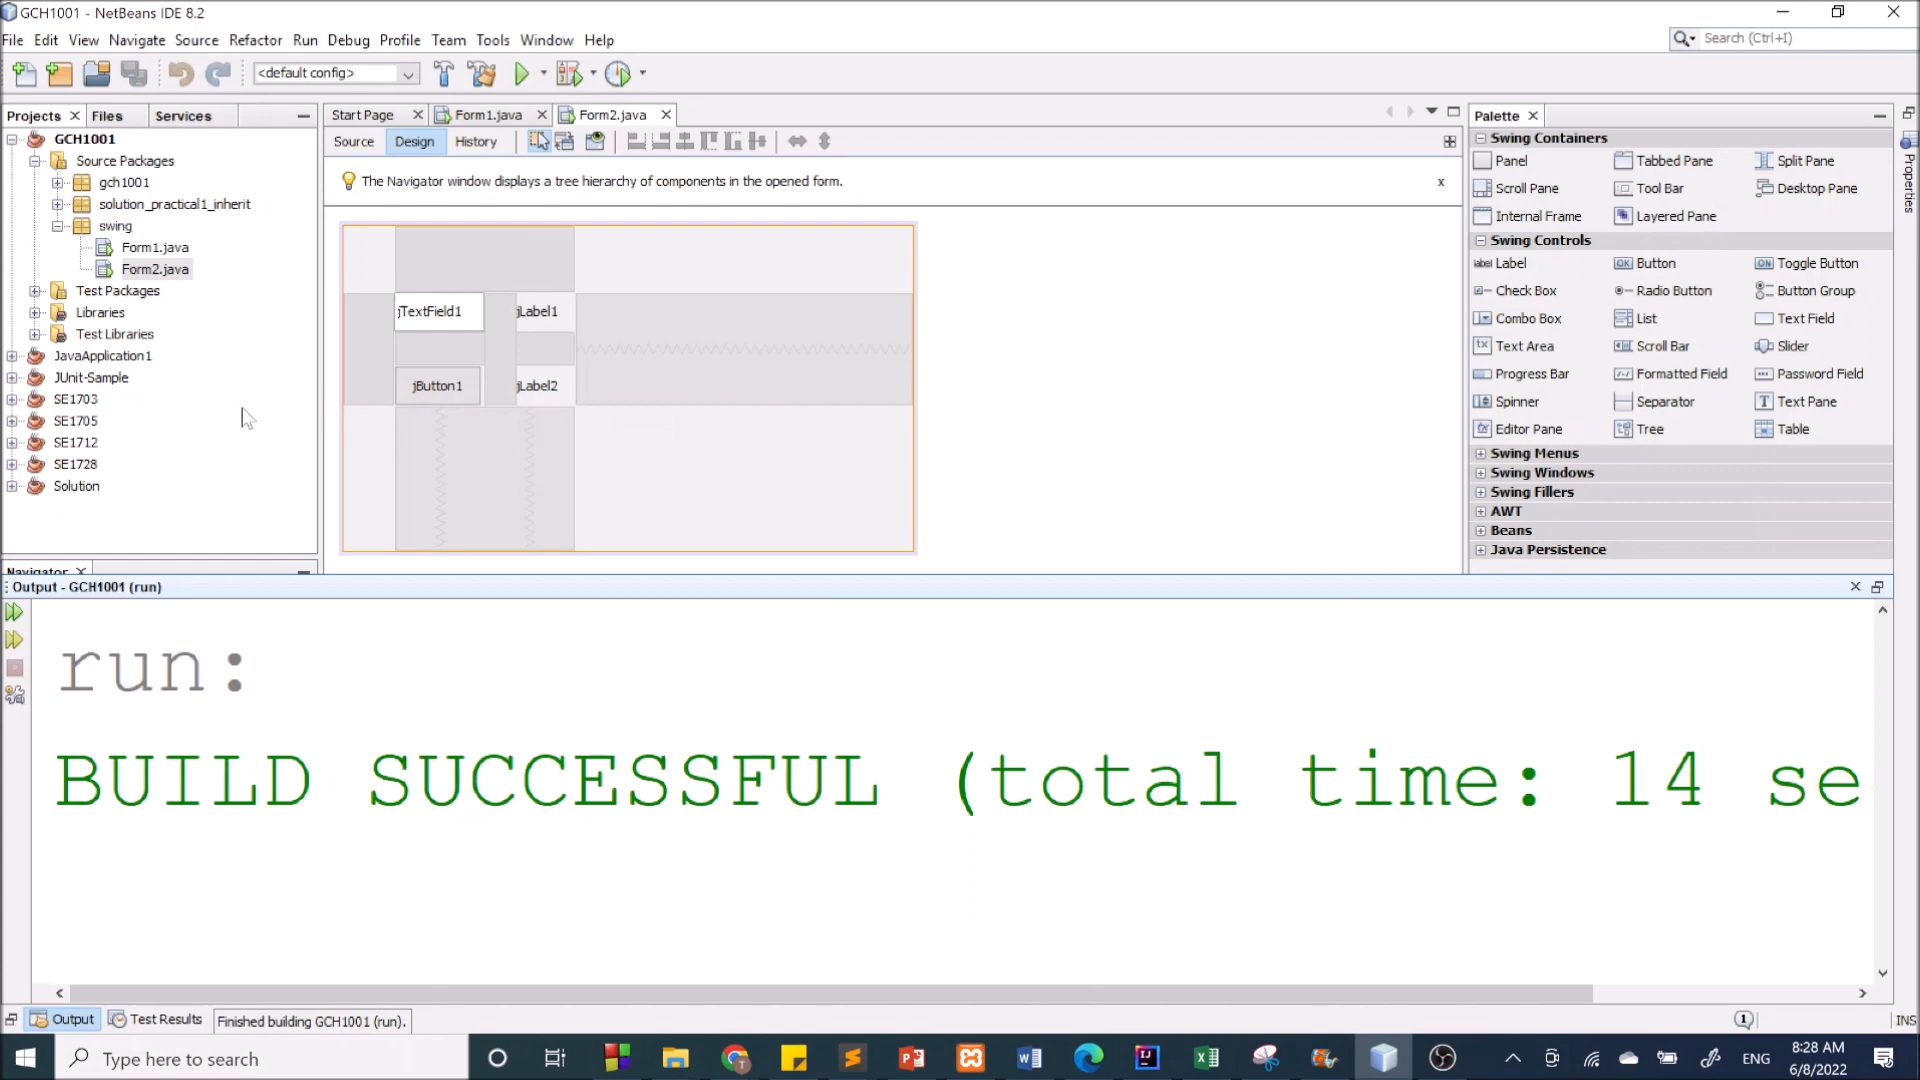 GCH1001 - NetBeans IDE 8.2
File Edit View Navigate Source Refactor Run Debug Profile Team Tools Window Help
Search (Ctrl+I)
<default config>
Projects Files Services
Start Page Form1.java Form2.java
Palette
Source Design History
The Navigator window displays a tree hierarchy of components in the opened form.
x
GCH1001
Source Packages
gch1001
solution_practical1_inherit
swing
Form1.java
Form2.java
Test Packages
Libraries
Test Libraries
JavaApplication1
JUnit-Sample
SE1703
SE1705
SE1712
SE1728
Solution
jTextField1 jLabel1
jButton1 jLabel2
Swing Containers
Panel Tabbed Pane Split Pane
Scroll Pane Tool Bar Desktop Pane
Internal Frame Layered Pane
Swing Controls
label Label OK Button ON Toggle Button
Check Box Radio Button Button Group
Combo Box List Text Field
Text Area Scroll Bar Slider
Progress Bar Formatted Field Password Field
Spinner Separator Text Pane
Editor Pane Tree Table
Swing Menus
Swing Windows
Swing Fillers
AWT
Beans
Java Persistence
Properties
Navigator
Output - GCH1001 (run)
run:
BUILD SUCCESSFUL (total time: 14 se
Output Test Results Finished building GCH1001 (run).
1
INS
Type here to search
ENG
8:28 AM
6/8/2022